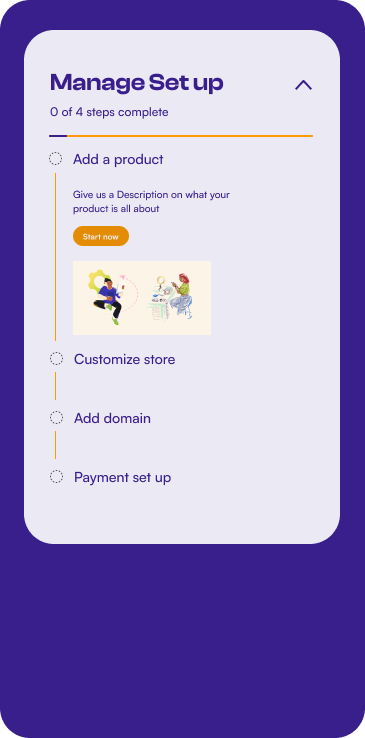 Manage Set up
0 of 4 steps complete
Add a product
Give us a Description on what your
product is all about
Start now
Customize store
Add domain
Payment set up